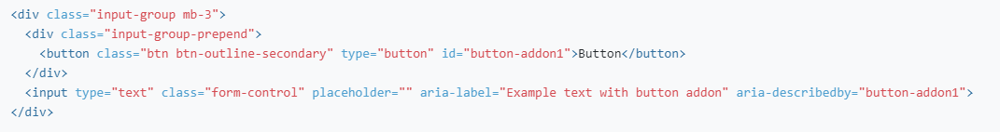 <div class="input-group mb-3">
  <div class="input-group-prepend">
    <button class="btn btn-outline-secondary" type="button" id="button-addon1">Button</button>
  </div>
  <input type="text" class="form-control" placeholder="" aria-label="Example text with button addon" aria-describedby="button-addon1">
</div>